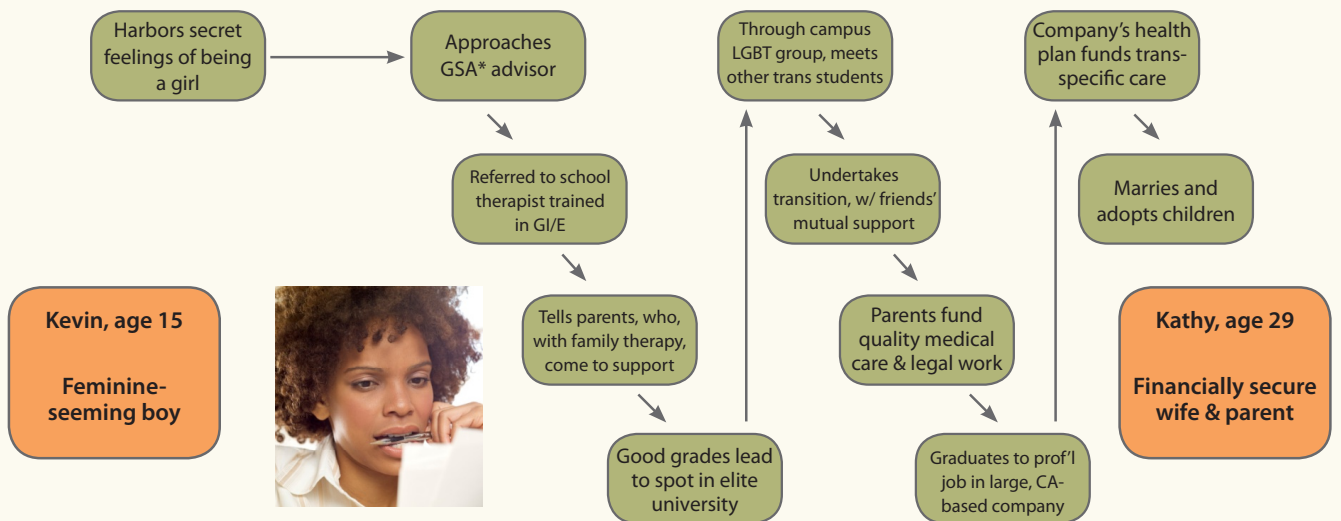 Harbors secret
feelings of being
a girl
Approaches
GSA* advisor
Referred to school
therapist trained
in GI/E
Tells parents, who,
with family therapy,
come to support
Good grades lead
to spot in elite
university
Through campus
LGBT group, meets
other trans students
Undertakes
transition, w/ friends’
mutual support
Parents fund
quality medical
care & legal work
Graduates to prof’l
job in large, CA-
based company
Company’s health
plan funds trans-
specific care
Marries and
adopts children
Kevin, age 15
Feminine-
seeming boy
Kathy, age 29
Financially secure
wife & parent